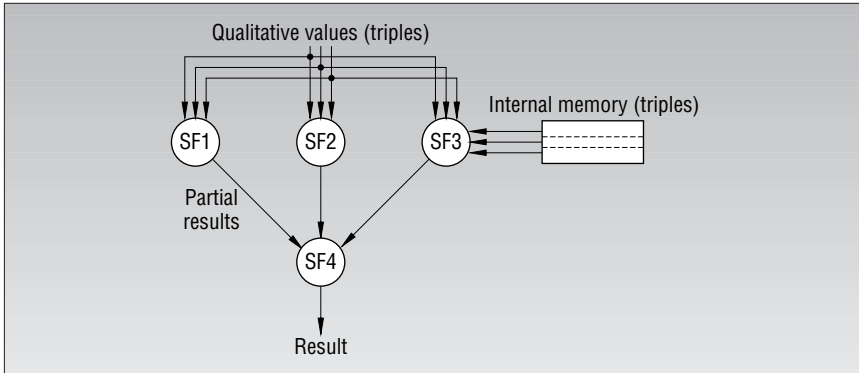 Qualitative values (triples)
Internal memory (triples)
SF1
SF2
SF3
Partial
results
SF4
Result